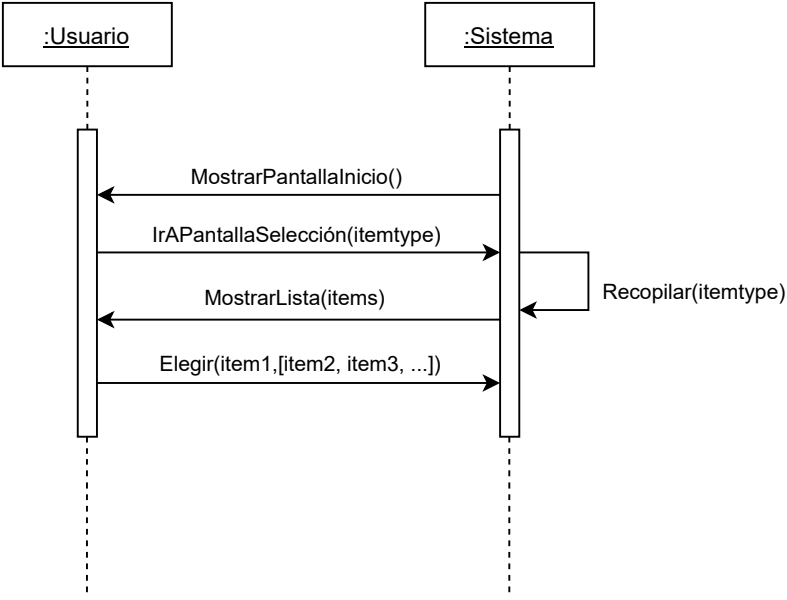 :Usuario
:Sistema
MostrarPantallaInicio()
IrAPantallaSelección(itemtype)
Recopilar(itemtype)
MostrarLista(items)
Elegir(item1,[item2, item3, ...])